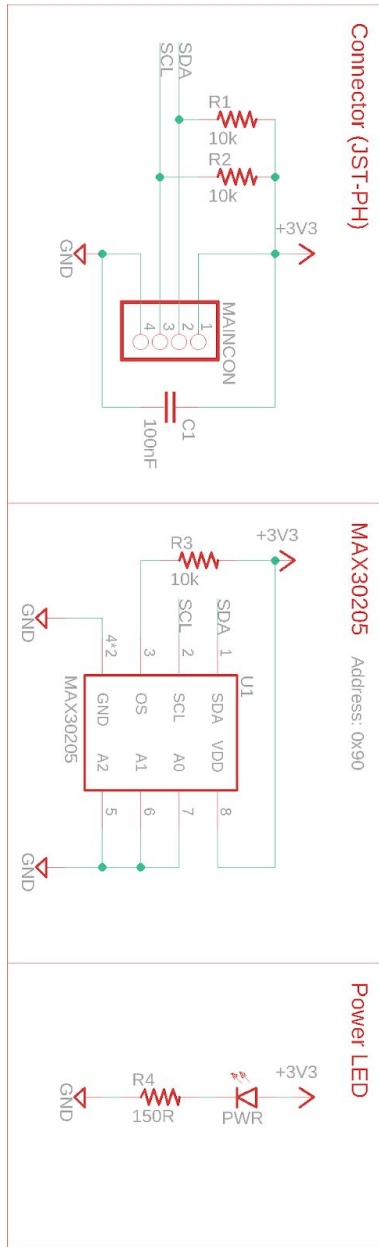 Connector (JST-PH)
SDA
SCL
R1
10k
R2
10k
+3V3
GND
MAINCON
1
2
3
4
C1
100nF
MAX30205
Address: 0x90
+3V3
R3
10k
SDA
SCL
GND
1
2
3
4*2
U1
SDA VDD
SCL A0
OS A1
GND A2
MAX30205
8
7
6
5
GND
Power LED
+3V3
PWR
R4
150R
GND